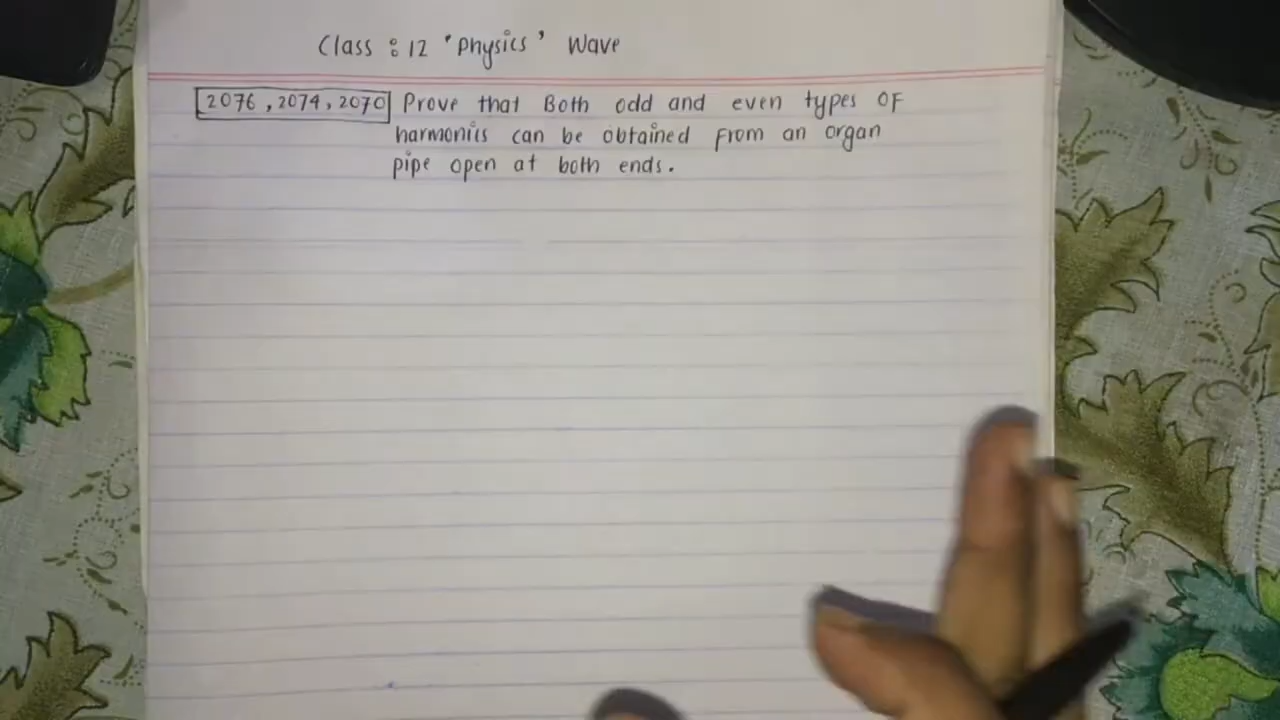 Class : 12 'Physics' Wave
2076, 2074, 2070 Prove that Both odd and even types OF
harmonics can be obtained From an organ
pipe open at both ends.